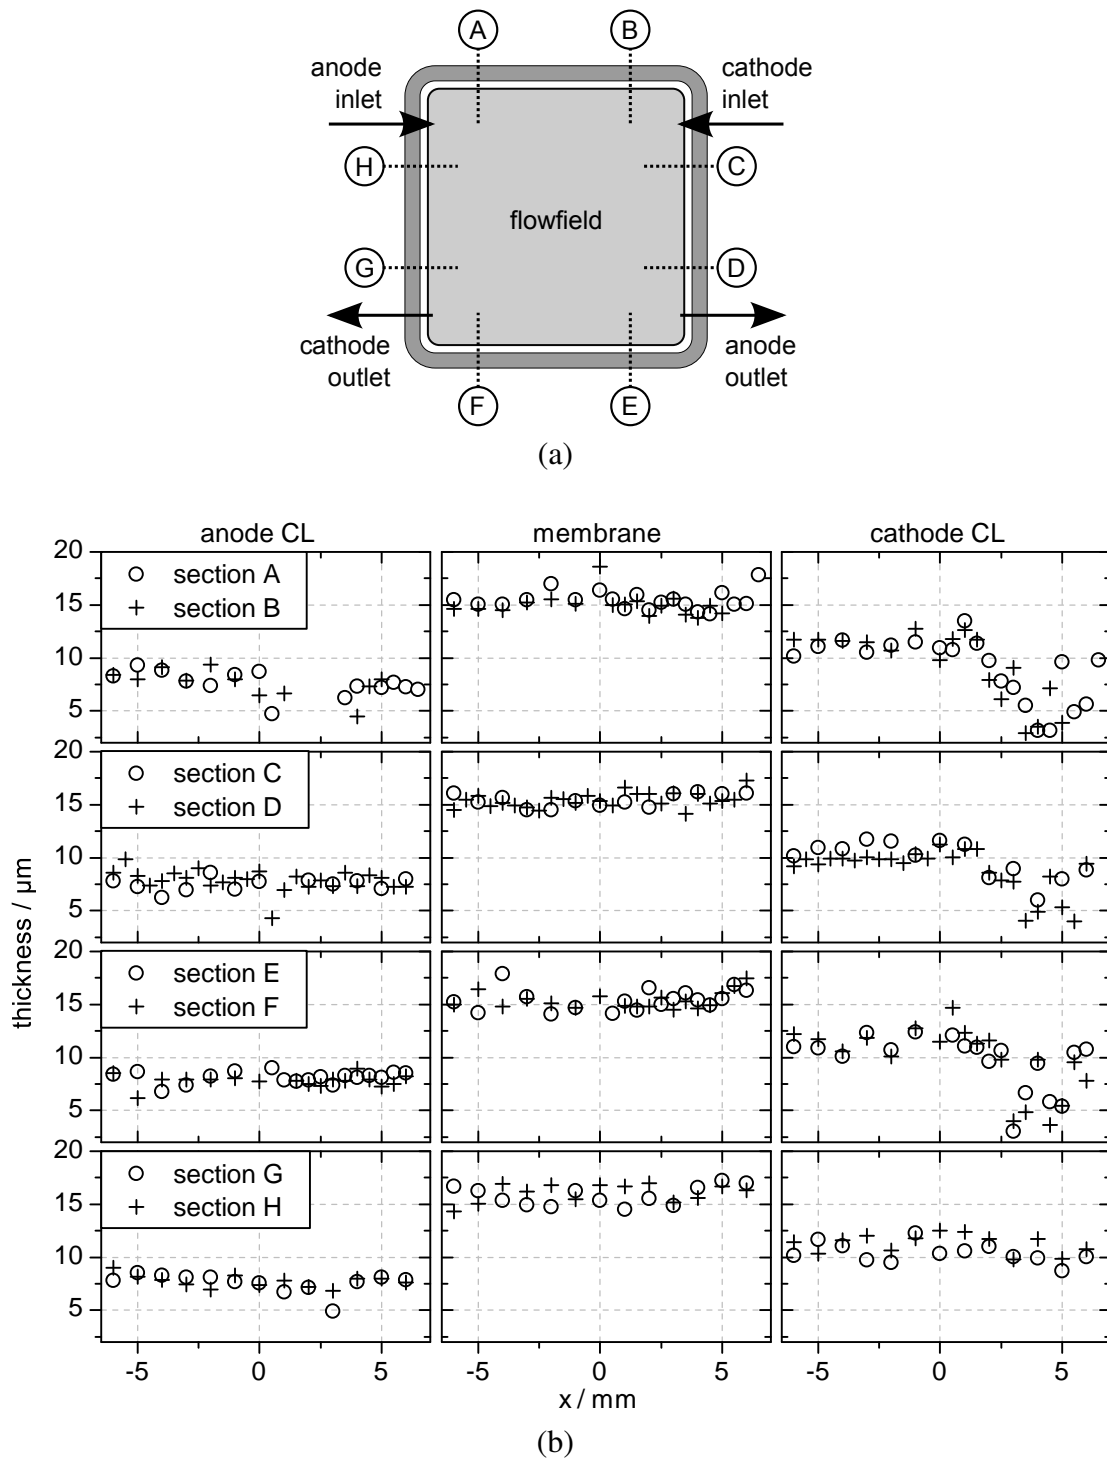 A B
anode
inlet
cathode
inlet
H C
flowfield
G D
cathode
outlet
anode
outlet
F E
(a)
anode CL membrane cathode CL
20
15
10
5
section A
section B
20
15
10
5
section C
section D
20
15
10
5
section E
section F
20
15
10
5
section G
section H
thickness / µm
-5 0 5 -5 0 5 -5 0 5
x / mm
(b)